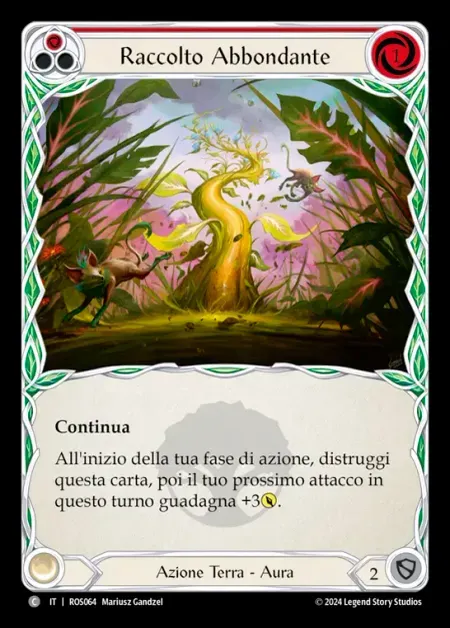 Raccolto Abbondante
1
Continua
All'inizio della tua fase di azione, distruggi
questa carta, poi il tuo prossimo attacco in
questo turno guadagna +3.
Azione Terra - Aura
2
C IT | ROS064 Mariusz Gandzel
© 2024 Legend Story Studios